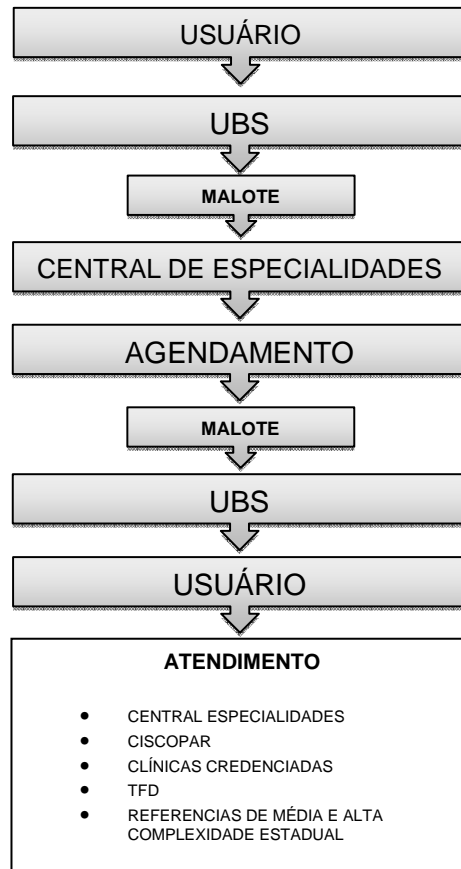 USUÁRIO
UBS
MALOTE
CENTRAL DE ESPECIALIDADES
AGENDAMENTO
MALOTE
UBS
USUÁRIO
ATENDIMENTO
• CENTRAL ESPECIALIDADES
• CISCOPAR
• CLÍNICAS CREDENCIADAS
• TFD
• REFERENCIAS DE MÉDIA E ALTA
COMPLEXIDADE ESTADUAL